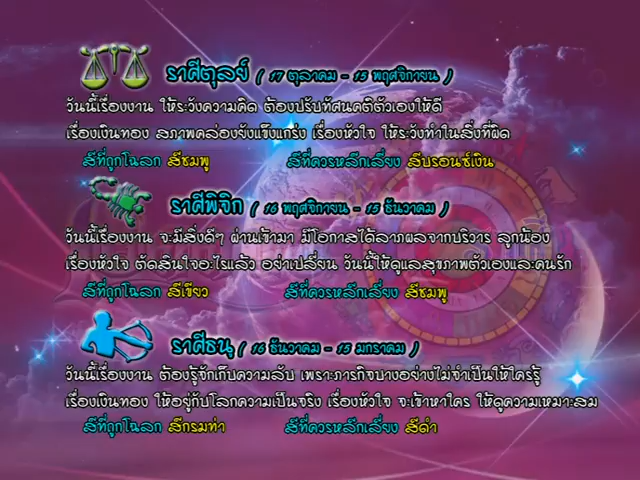 ราศีตุลย์ ( 17 ตุลาคม - 15 พฤศจิกายน )
วันนี้เรื่องงาน ให้ระวังความคิด ต้องปรับทัศนคติตัวเองให้ดี
เรื่องเงินทอง สภาพคล่องยังแข็งแกร่ง เรื่องหัวใจ ให้ระวังทำในสิ่งที่ผิด
สีที่ถูกโฉลก สีชมพู สีที่ควรหลีกเลี่ยง สีบรอนซ์เงิน
ราศีพิจิก ( 16 พฤศจิกายน - 15 ธันวาคม )
วันนี้เรื่องงาน จะมีสิ่งดีๆ ผ่านเข้ามา มีโอกาสได้ลาภผลจากบริวาร ลูกน้อง
เรื่องหัวใจ ตัดสินใจอะไรแล้ว อย่าเปลี่ยน วันนี้ให้ดูแลสุขภาพตัวเองและคนรัก
สีที่ถูกโฉลก สีเขียว สีที่ควรหลีกเลี่ยง สีชมพู
ราศีธนู ( 16 ธันวาคม - 15 มกราคม )
วันนี้เรื่องงาน ต้องรู้จักเก็บความลับ เพราะภารกิจบางอย่างไม่จำเป็นให้ใครรู้
เรื่องเงินทอง ให้อยู่กับโลกความเป็นจริง เรื่องหัวใจ จะเข้าหาใคร ให้ดูความเหมาะสม
สีที่ถูกโฉลก สีกรมท่า สีที่ควรหลีกเลี่ยง สีดำ